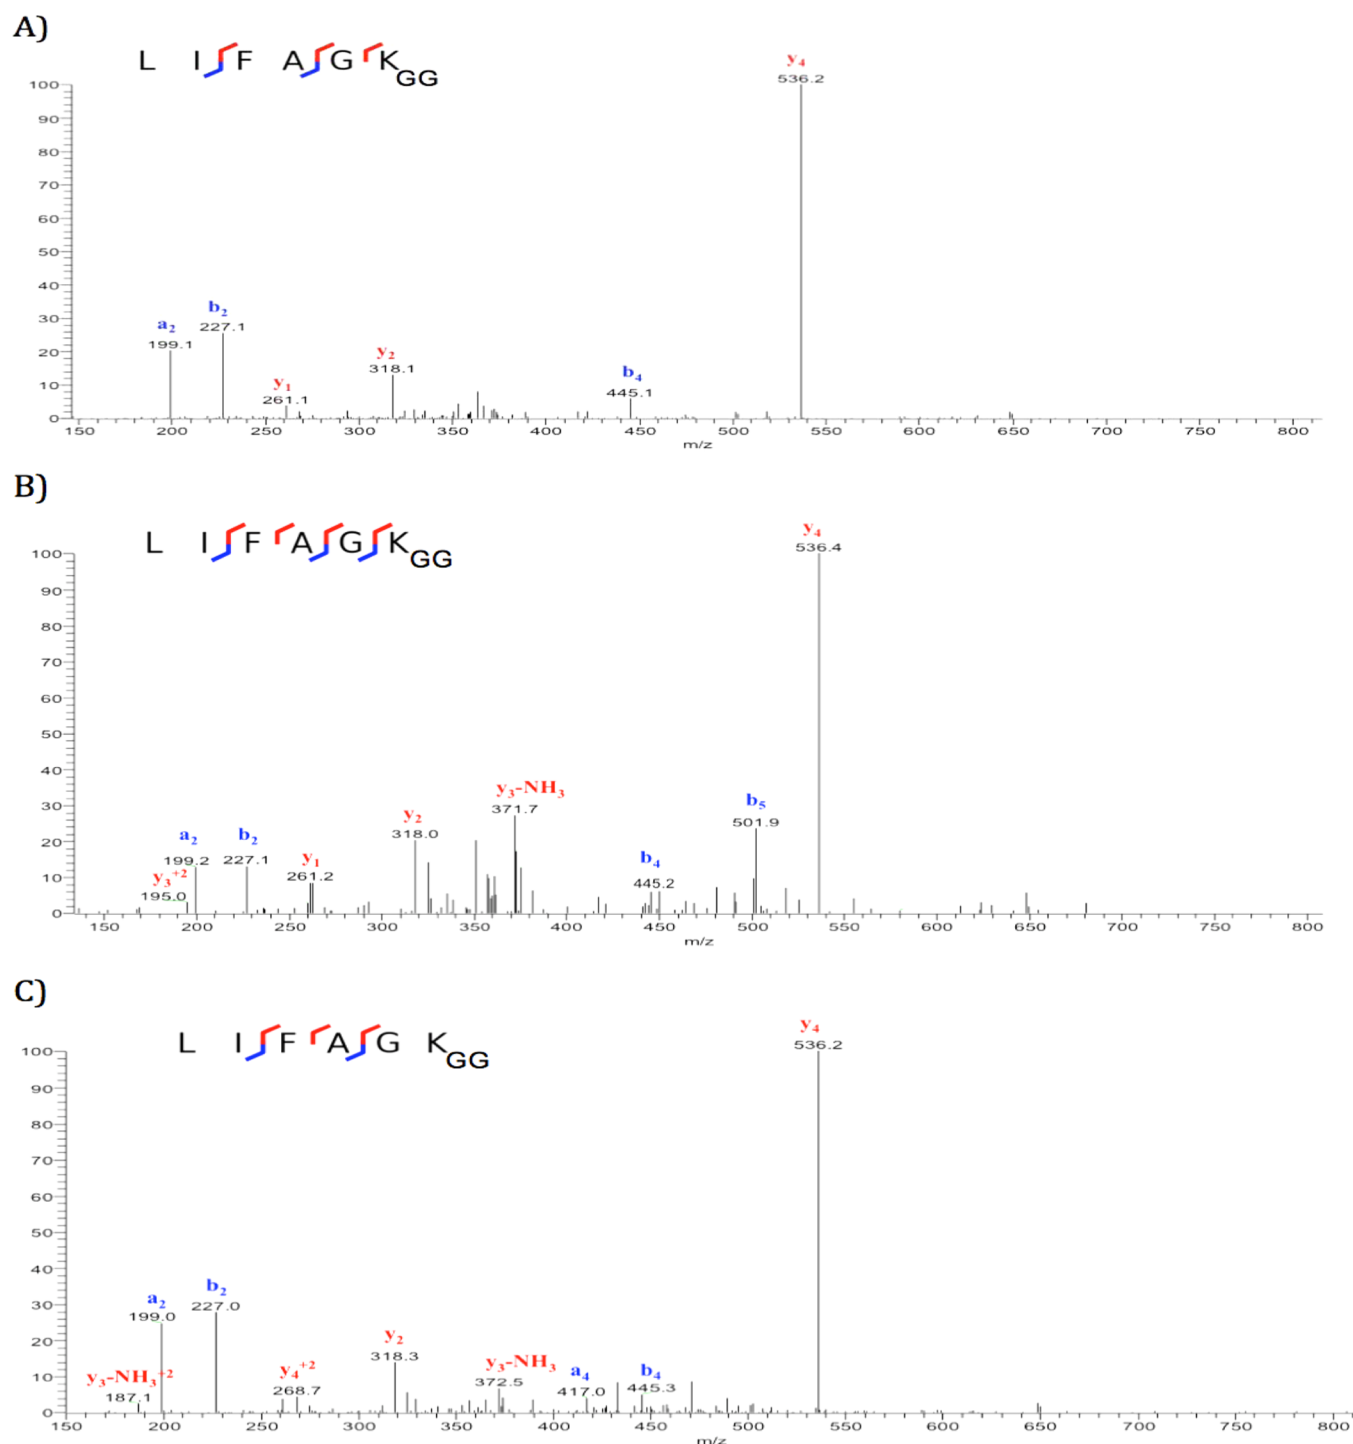 A)
L I F A G K GG
y4
536.2
100
90
80
70
60
50
40
30
20
10
0
a2
199.1
b2
227.1
y1
261.1
y2
318.1
b4
445.1
150 200 250 300 350 400 450 500 550 600 650 700 750 800
m/z
B)
L I F A G K GG
y4
536.4
100
90
80
70
60
50
40
30
20
10
0
y3+2
195.0
a2
199.2
b2
227.1
y1
261.2
y2
318.0
y3-NH3
371.7
b4
445.2
b5
501.9
150 200 250 300 350 400 450 500 550 600 650 700 750 800
m/z
C)
L I F A G K GG
y4
536.2
100
90
80
70
60
50
40
30
20
10
0
y3-NH3+2
187.1
a2
199.0
b2
227.0
y4+2
268.7
y2
318.3
y3-NH3
372.5
a4
417.0
b4
445.3
150 200 250 300 350 400 450 500 550 600 650 700 750 800
m/z